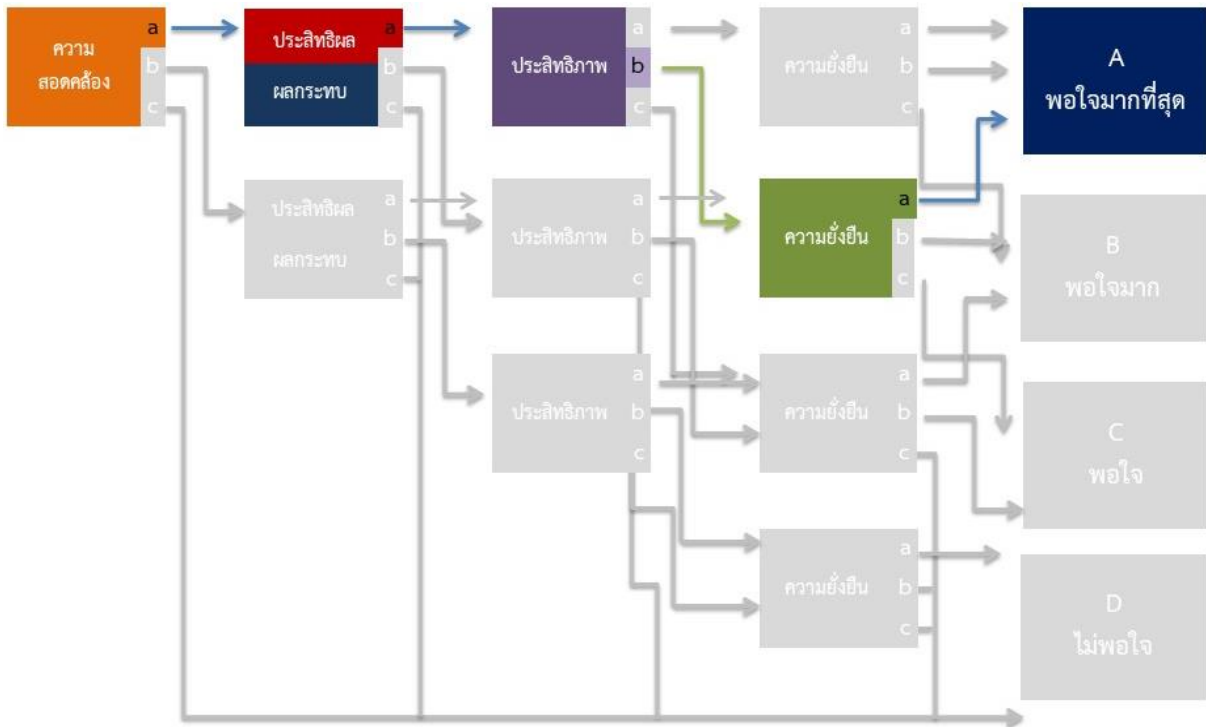 ความ
สอดคล้อง
a
b
c
ประสิทธิผล
ผลกระทบ
a
b
c
ประสิทธิภาพ
a
b
c
ความยั่งยืน
a
b
c
A
พอใจมากที่สุด
ประสิทธิผล
ผลกระทบ
a
b
c
ประสิทธิภาพ
a
b
c
ความยั่งยืน
a
b
c
B
พอใจมาก
ประสิทธิภาพ
a
b
c
ความยั่งยืน
a
b
c
C
พอใจ
ความยั่งยืน
a
b
c
D
ไม่พอใจ